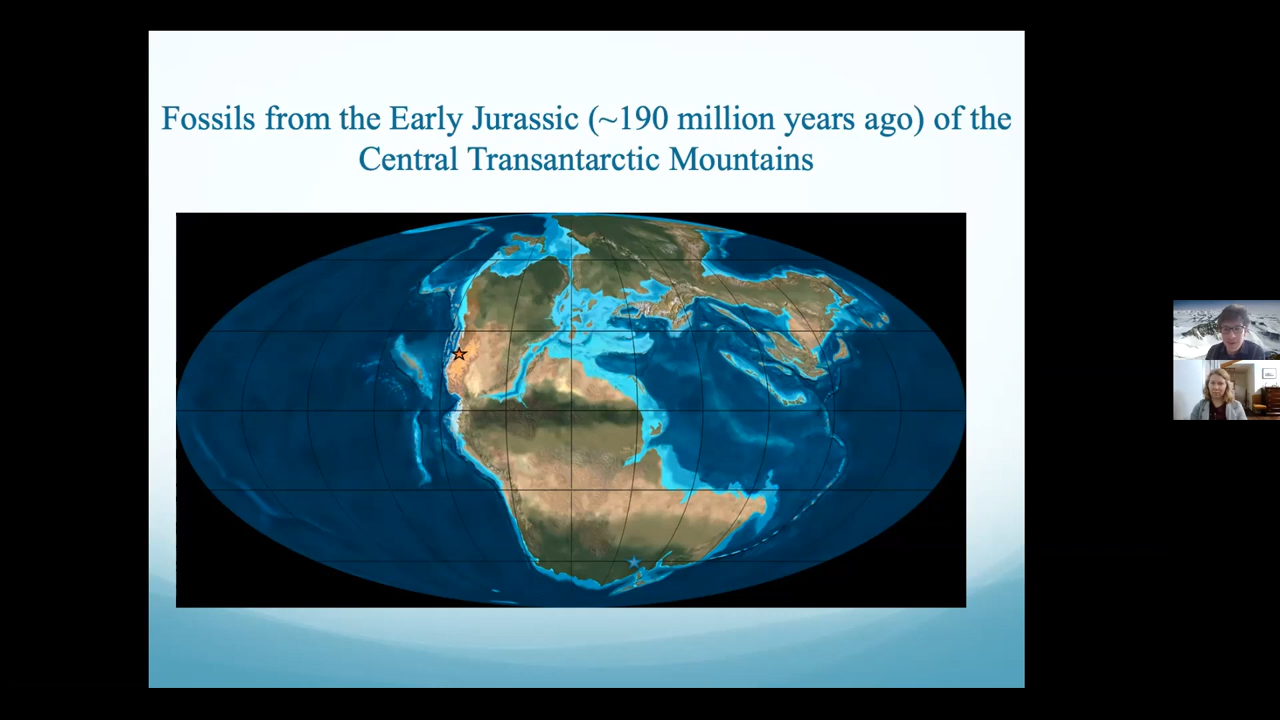 Fossils from the Early Jurassic (~190 million years ago) of the
Central Transantarctic Mountains